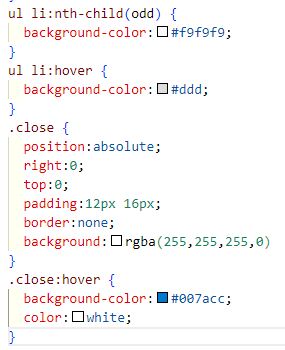 ul li:nth-child(odd) {
background-color:#f9f9f9;
}
ul li:hover {
background-color:#ddd;
}
.close {
position:absolute;
right:0;
top:0;
padding:12px 16px;
border:none;
background:rgba(255,255,255,0)
}
.close:hover {
background-color:#007acc;
color:white;
}